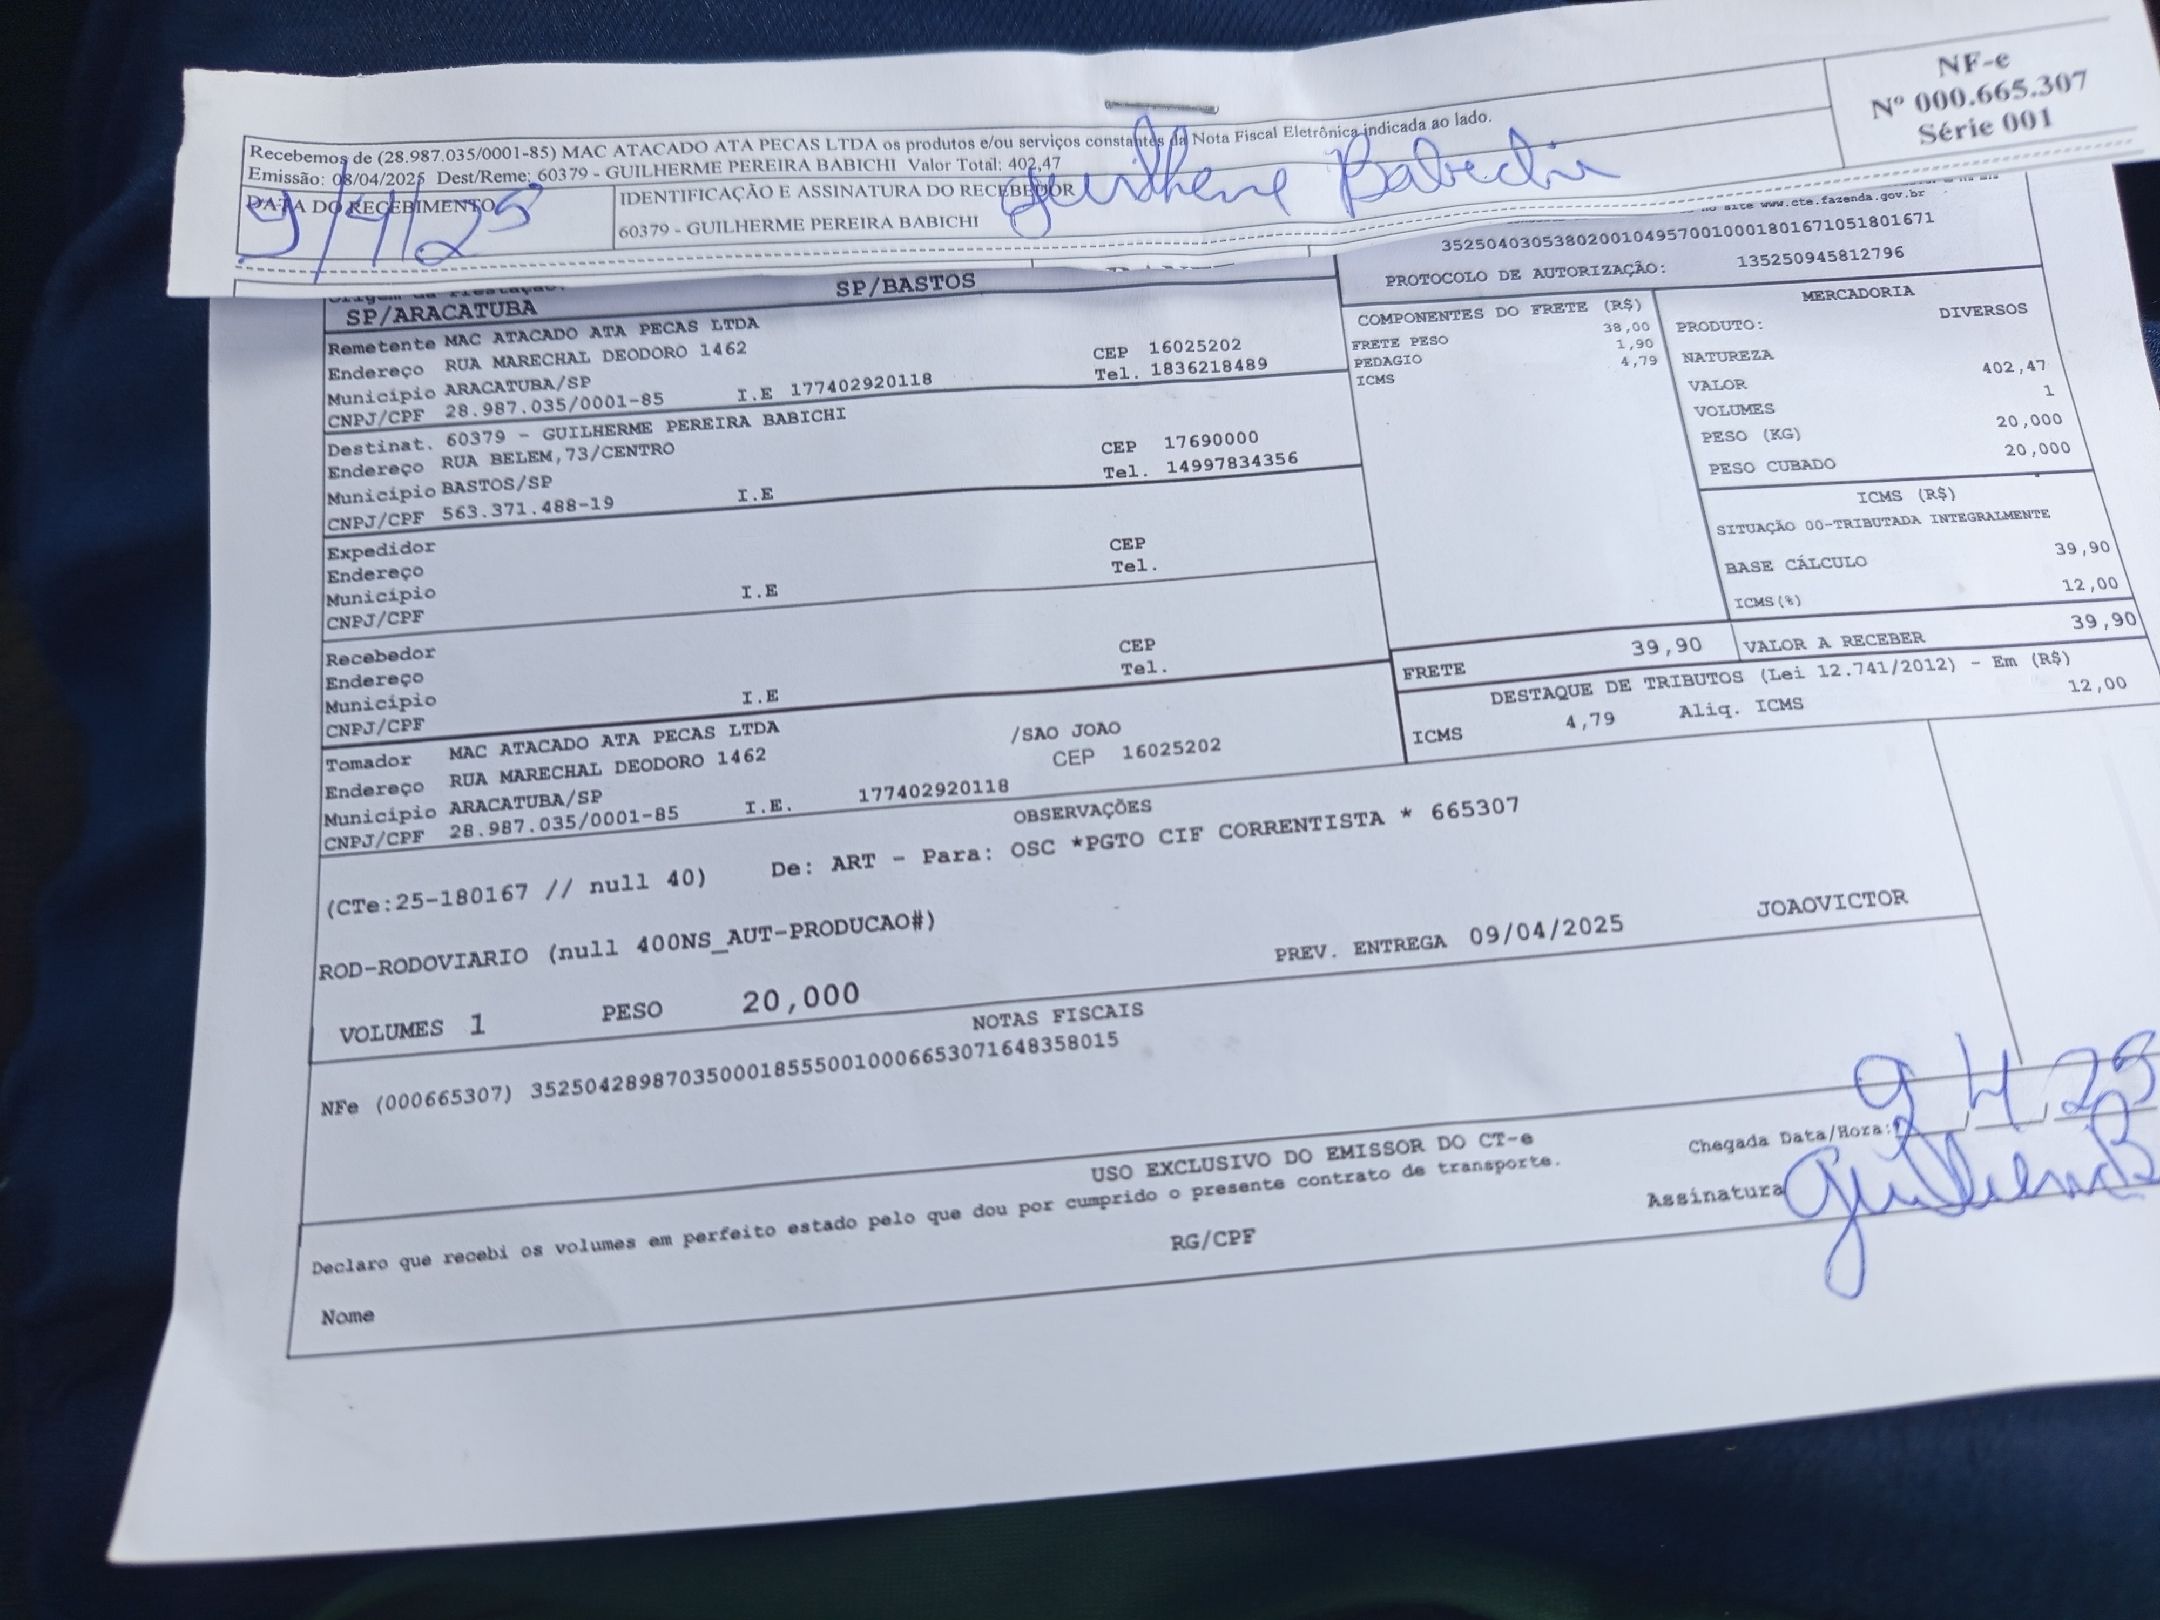 Recebemos de (28.987.035/0001-85) MAC ATACADO ATA PECAS LTDA os produtos e/ou serviços constantes da Nota Fiscal Eletrônica indicada ao lado.
Emissão: 08/04/2025 Dest/Reme: 60379 - GUILHERME PEREIRA BABICHI Valor Total: 402,47
DATA DO RECEBIMENTO
9/4/25
IDENTIFICAÇÃO E ASSINATURA DO RECEBEDOR
60379 - GUILHERME PEREIRA BABICHI
Guilherme Babichi
NF-e
Nº 000.665.307
Série 001
no site www.cte.fazenda.gov.br
35250403053802001049570010001801671051801671
PROTOCOLO DE AUTORIZAÇÃO: 135250945812796
Origem da Prestação:
SP/ARACATUBA
SP/BASTOS
Remetente MAC ATACADO ATA PECAS LTDA
Endereço RUA MARECHAL DEODORO 1462 CEP 16025202
Município ARACATUBA/SP Tel. 1836218489
CNPJ/CPF 28.987.035/0001-85 I.E 177402920118
Destinat. 60379 - GUILHERME PEREIRA BABICHI
Endereço RUA BELEM,73/CENTRO CEP 17690000
Município BASTOS/SP Tel. 14997834356
CNPJ/CPF 563.371.488-19 I.E
Expedidor
Endereço CEP
Município Tel.
CNPJ/CPF I.E
Recebedor
Endereço CEP
Município Tel.
CNPJ/CPF I.E
Tomador MAC ATACADO ATA PECAS LTDA
Endereço RUA MARECHAL DEODORO 1462 /SAO JOAO
Município ARACATUBA/SP CEP 16025202
CNPJ/CPF 28.987.035/0001-85 I.E. 177402920118
COMPONENTES DO FRETE (R$)
FRETE PESO 38,00
PEDAGIO 1,90
ICMS 4,79
MERCADORIA
PRODUTO: DIVERSOS
NATUREZA
VALOR 402,47
VOLUMES 1
PESO (KG) 20,000
PESO CUBADO 20,000
ICMS (R$)
SITUAÇÃO 00-TRIBUTADA INTEGRALMENTE
BASE CÁLCULO 39,90
ICMS(%) 12,00
FRETE 39,90
VALOR A RECEBER 39,90
DESTAQUE DE TRIBUTOS (Lei 12.741/2012) - Em (R$)
ICMS 4,79 Aliq. ICMS 12,00
OBSERVAÇÕES
(CTe:25-180167 // null 40) De: ART - Para: OSC *PGTO CIF CORRENTISTA * 665307
ROD-RODOVIARIO (null 400NS_AUT-PRODUCAO#)
VOLUMES 1 PESO 20,000 PREV. ENTREGA 09/04/2025 JOAOVICTOR
NOTAS FISCAIS
NFe (000665307) 35250428987035000185550010006653071648358015
USO EXCLUSIVO DO EMISSOR DO CT-e
Declaro que recebi os volumes em perfeito estado pelo que dou por cumprido o presente contrato de transporte.
Chegada Data/Hora: 9/4/25
Nome
RG/CPF
Assinatura Guilherme B